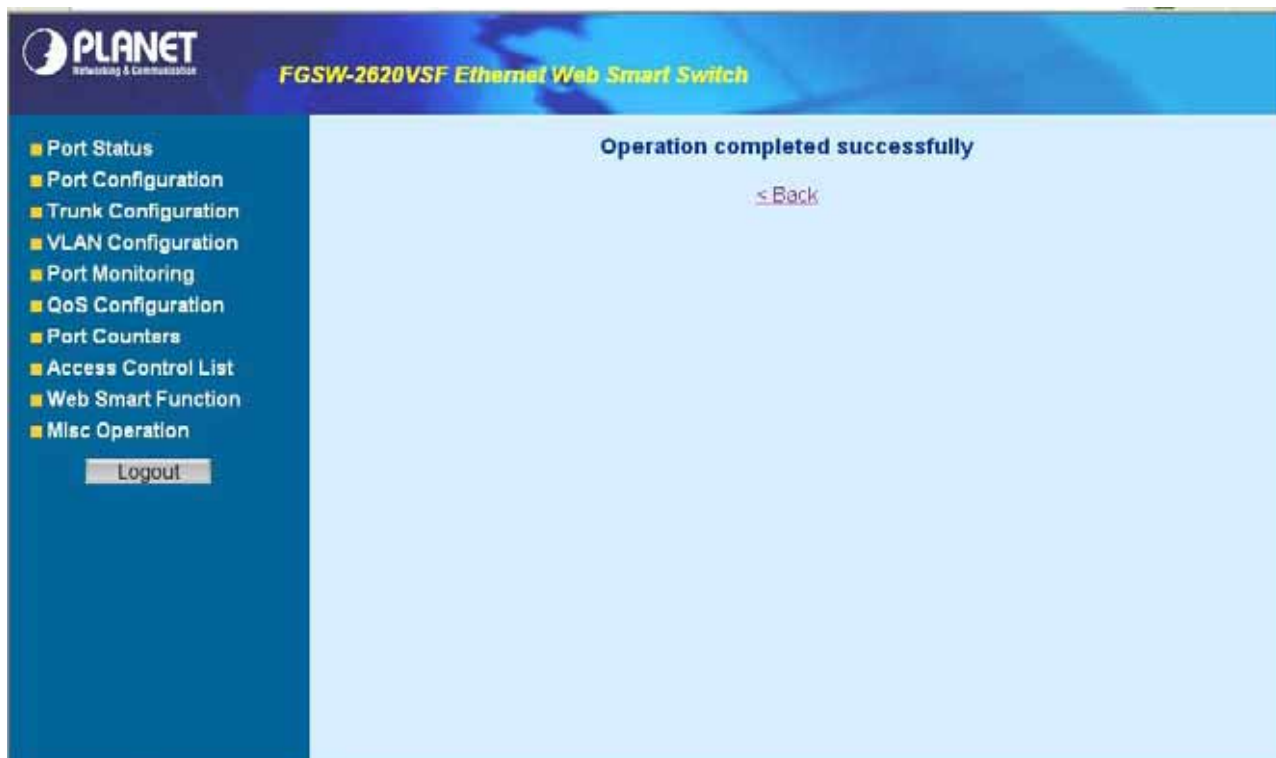 PLANET
Networking & Communication
FGSW-2620VSF Ethernet Web Smart Switch
Port Status
Port Configuration
Trunk Configuration
VLAN Configuration
Port Monitoring
QoS Configuration
Port Counters
Access Control List
Web Smart Function
Misc Operation
Logout
Operation completed successfully
< Back